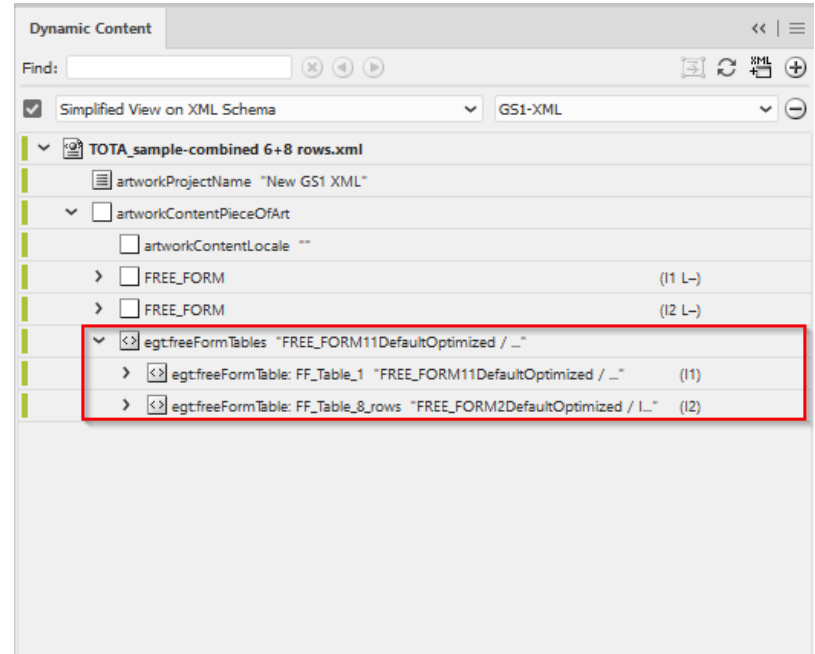 Dynamic Content
Find:
XML
Simplified View on XML Schema GS1-XML
TOTA_sample-combined 6+8 rows.xml
artworkProjectName "New GS1 XML"
artworkContentPieceOfArt
artworkContentLocale ""
FREE_FORM (I1 L–)
FREE_FORM (I2 L–)
egt:freeFormTables "FREE_FORM11DefaultOptimized / ..."
egt:freeFormTable: FF_Table_1 "FREE_FORM11DefaultOptimized / ..." (I1)
egt:freeFormTable: FF_Table_8_rows "FREE_FORM2DefaultOptimized / I..." (I2)